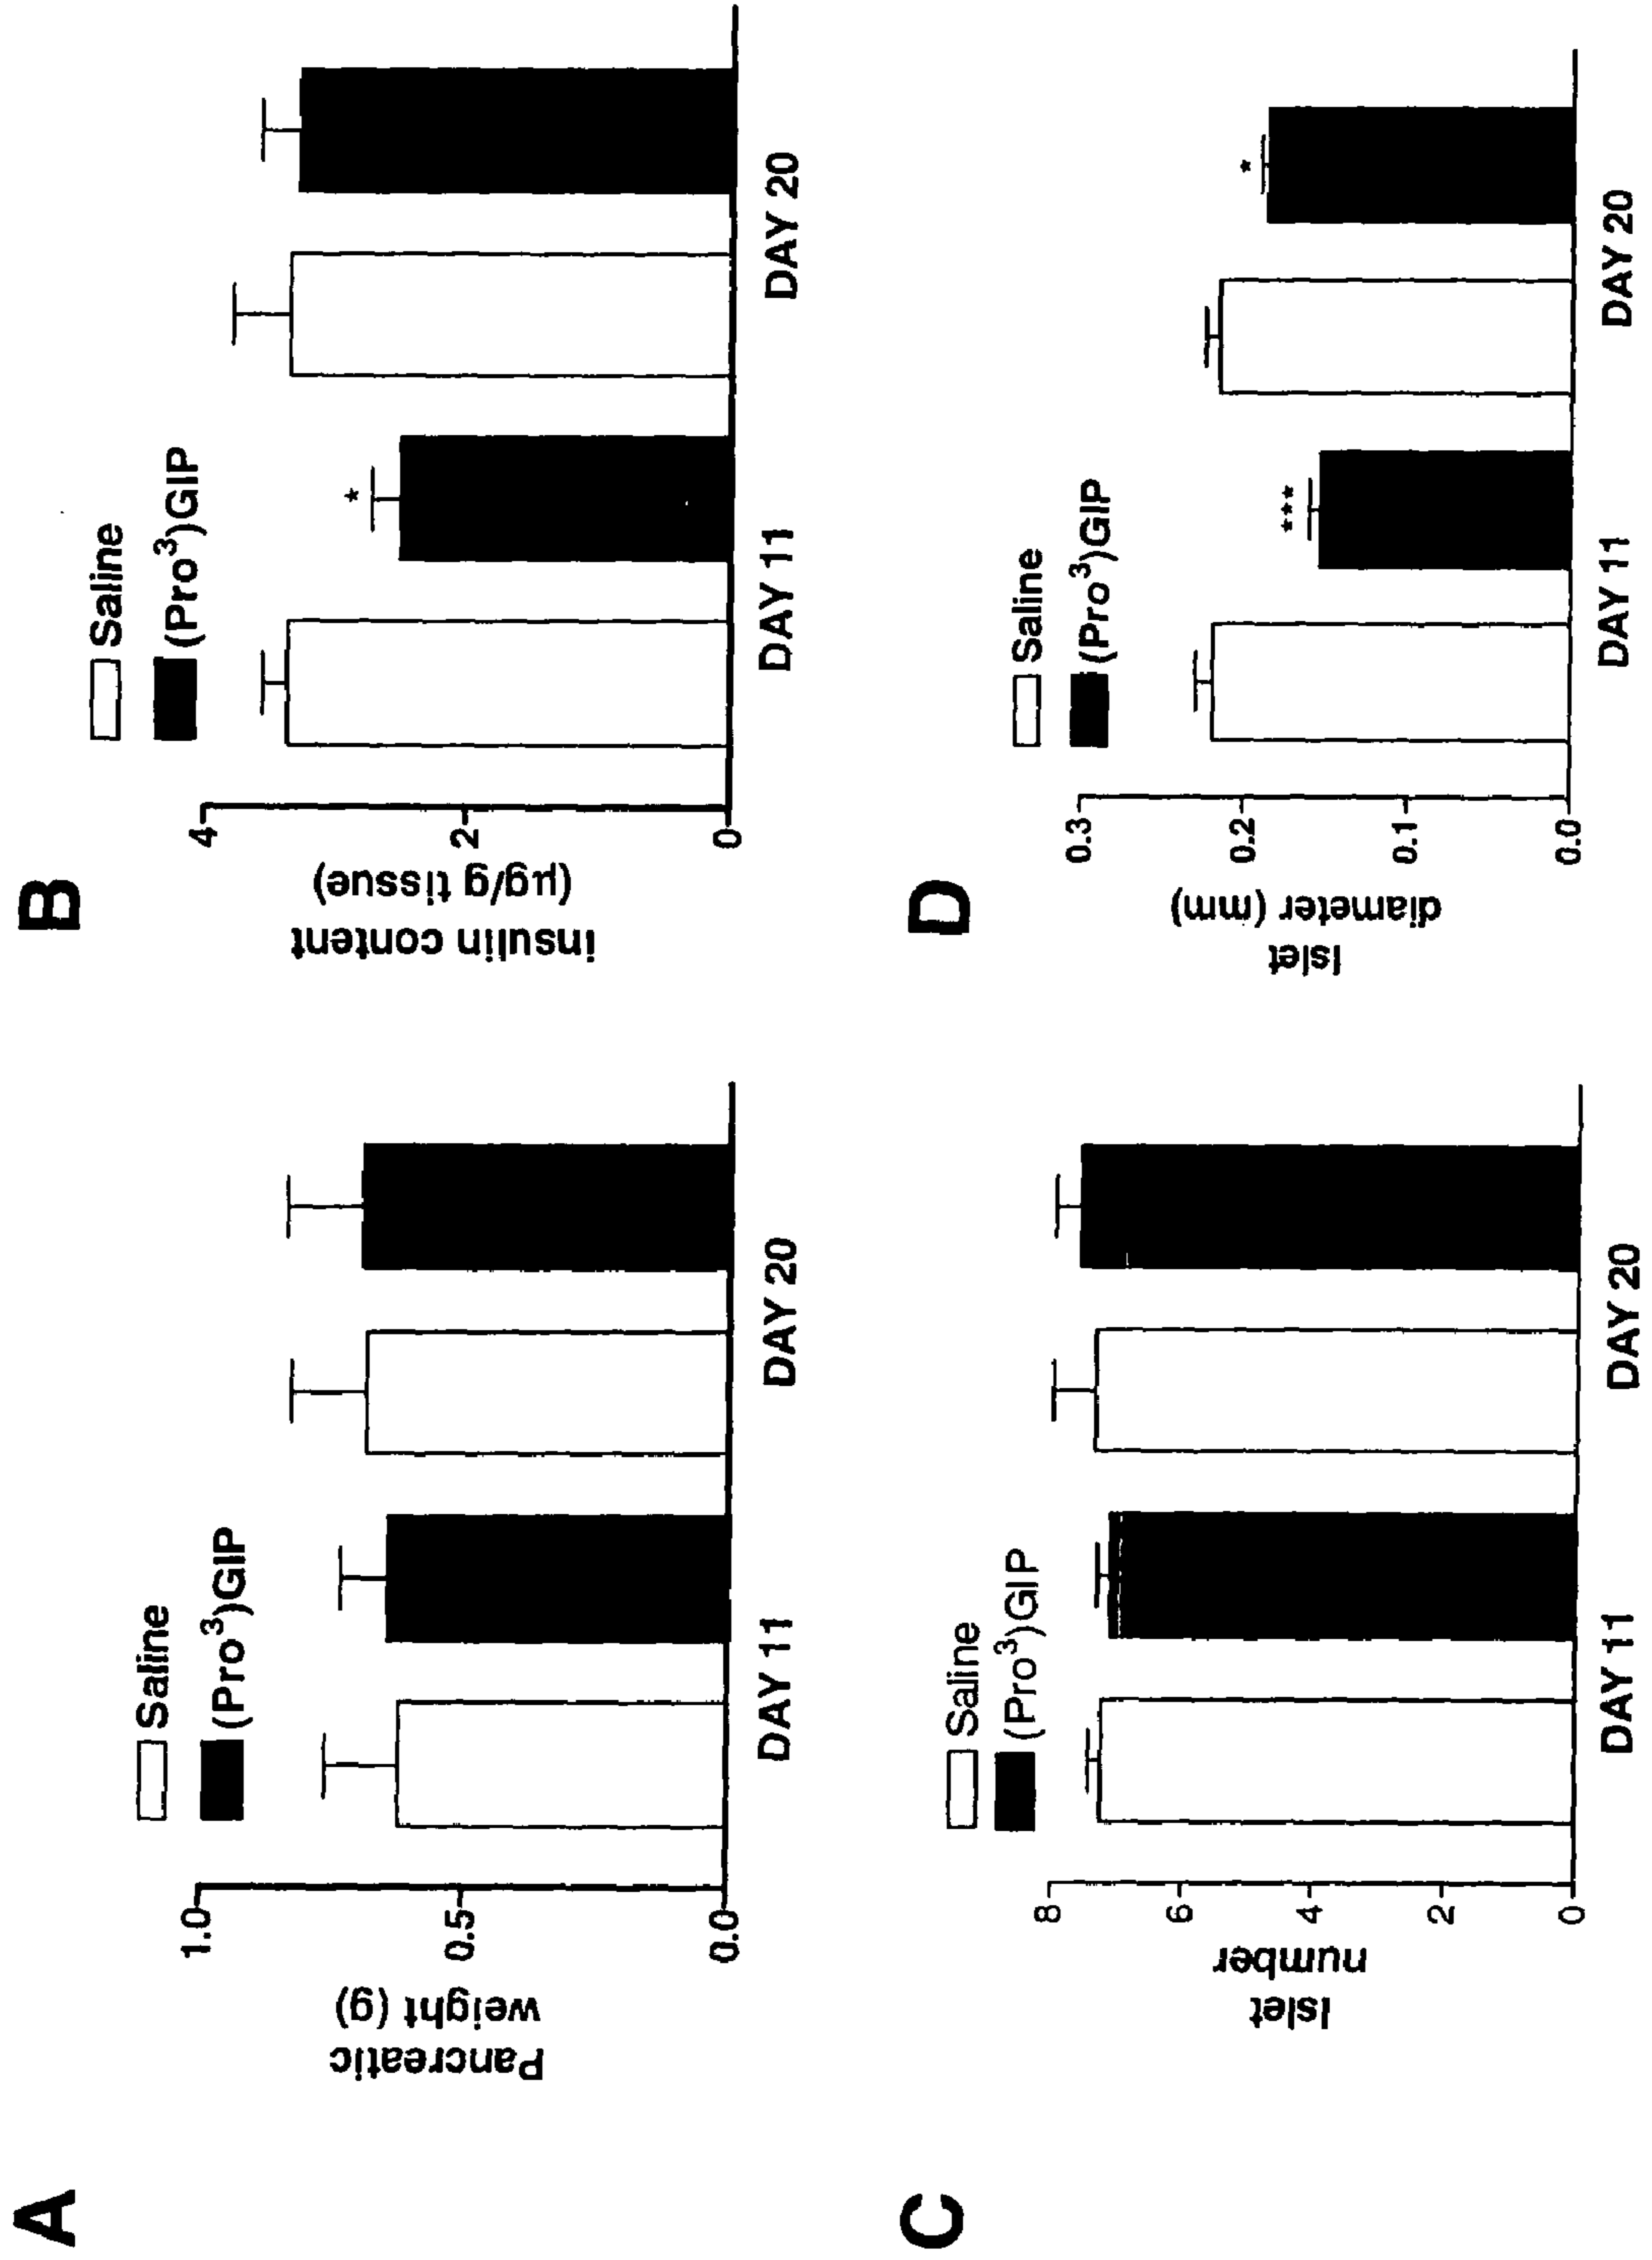 A
Pancreatic
weight (g)
1.0
0.5
0.0
Saline
(Pro³)GIP
DAY 11
DAY 20
B
insulin content
(µg/g tissue)
4
2
0
Saline
(Pro³)GIP
*
DAY 11
DAY 20
C
Islet
number
8
6
4
2
0
Saline
(Pro³)GIP
DAY 11
DAY 20
D
Islet
diameter (mm)
0.3
0.2
0.1
0.0
Saline
(Pro³)GIP
***
*
DAY 11
DAY 20